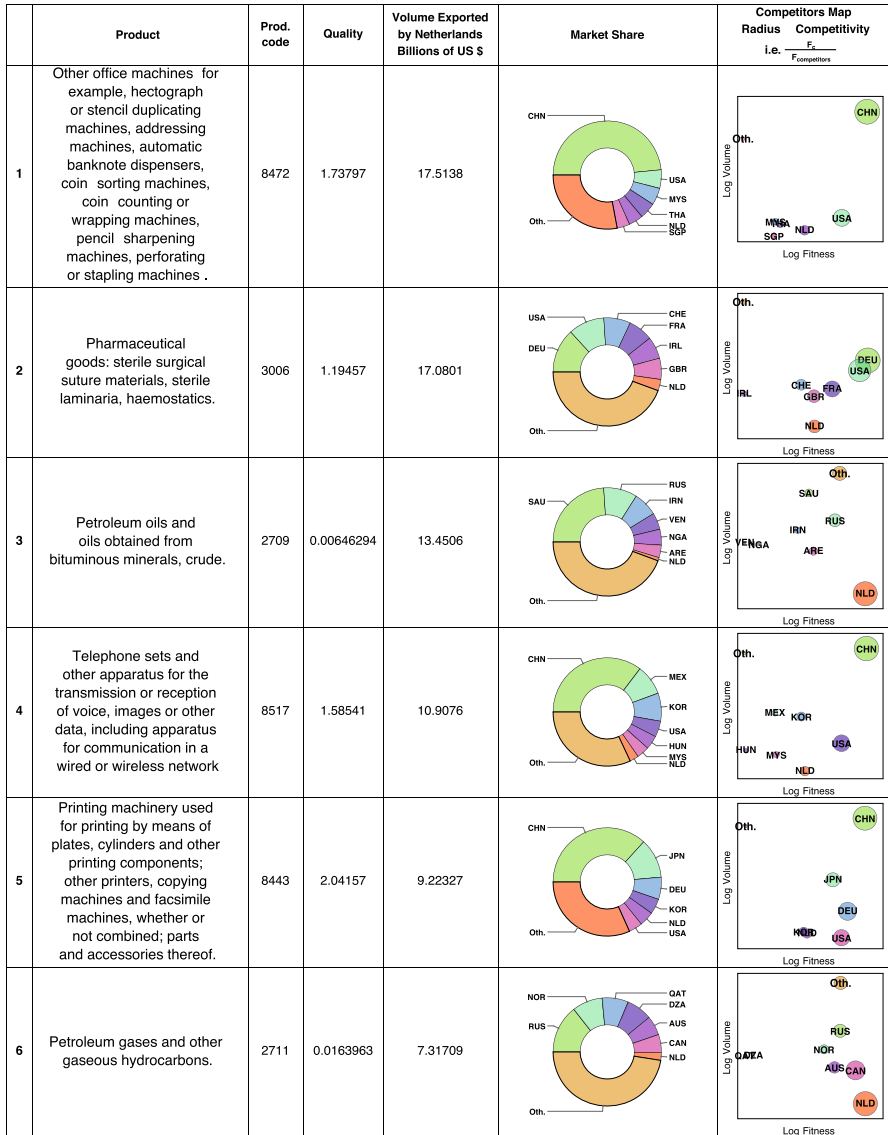 Product
Prod.
code
Quality
Volume Exported
by Netherlands
Billions of US $
Market Share
Competitors Map
Radius Competitivity
i.e. Fc
Fcompetitors
1
Other office machines for
example, hectograph
or stencil duplicating
machines, addressing
machines, automatic
banknote dispensers,
coin sorting machines,
coin counting or
wrapping machines,
pencil sharpening
machines, perforating
or stapling machines .
8472
1.73797
17.5138
CHN
USA
MYS
THA
NLD
SGP
Oth.
Log Volume
CHN
Oth.
USA
MYS
NLD
SGP
Log Fitness
2
Pharmaceutical
goods: sterile surgical
suture materials, sterile
laminaria, haemostatics.
3006
1.19457
17.0801
USA
DEU
CHE
FRA
IRL
GBR
NLD
Oth.
Log Volume
Oth.
DEU
USA
CHE
FRA
IRL
GBR
NLD
Log Fitness
3
Petroleum oils and
oils obtained from
bituminous minerals, crude.
2709
0.00646294
13.4506
SAU
RUS
IRN
VEN
NGA
ARE
NLD
Oth.
Log Volume
Oth.
SAU
RUS
IRN
VEN
NGA
ARE
NLD
Log Fitness
4
Telephone sets and
other apparatus for the
transmission or reception
of voice, images or other
data, including apparatus
for communication in a
wired or wireless network
8517
1.58541
10.9076
CHN
MEX
KOR
USA
HUN
MYS
NLD
Oth.
Log Volume
CHN
Oth.
MEX
KOR
USA
HUN
MYS
NLD
Log Fitness
5
Printing machinery used
for printing by means of
plates, cylinders and other
printing components;
other printers, copying
machines and facsimile
machines, whether or
not combined; parts
and accessories thereof.
8443
2.04157
9.22327
CHN
JPN
DEU
KOR
NLD
USA
Oth.
Log Volume
CHN
Oth.
JPN
DEU
USA
Log Fitness
6
Petroleum gases and other
gaseous hydrocarbons.
2711
0.0163963
7.31709
NOR
RUS
QAT
DZA
AUS
CAN
NLD
Oth.
Log Volume
Oth.
RUS
NOR
QAT
DZA
AUS
CAN
NLD
Log Fitness